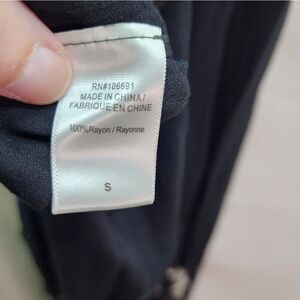 RN#106691
MADE IN CHINA/
FABRIQUE EN CHINE
100%Rayon / Rayonne
S